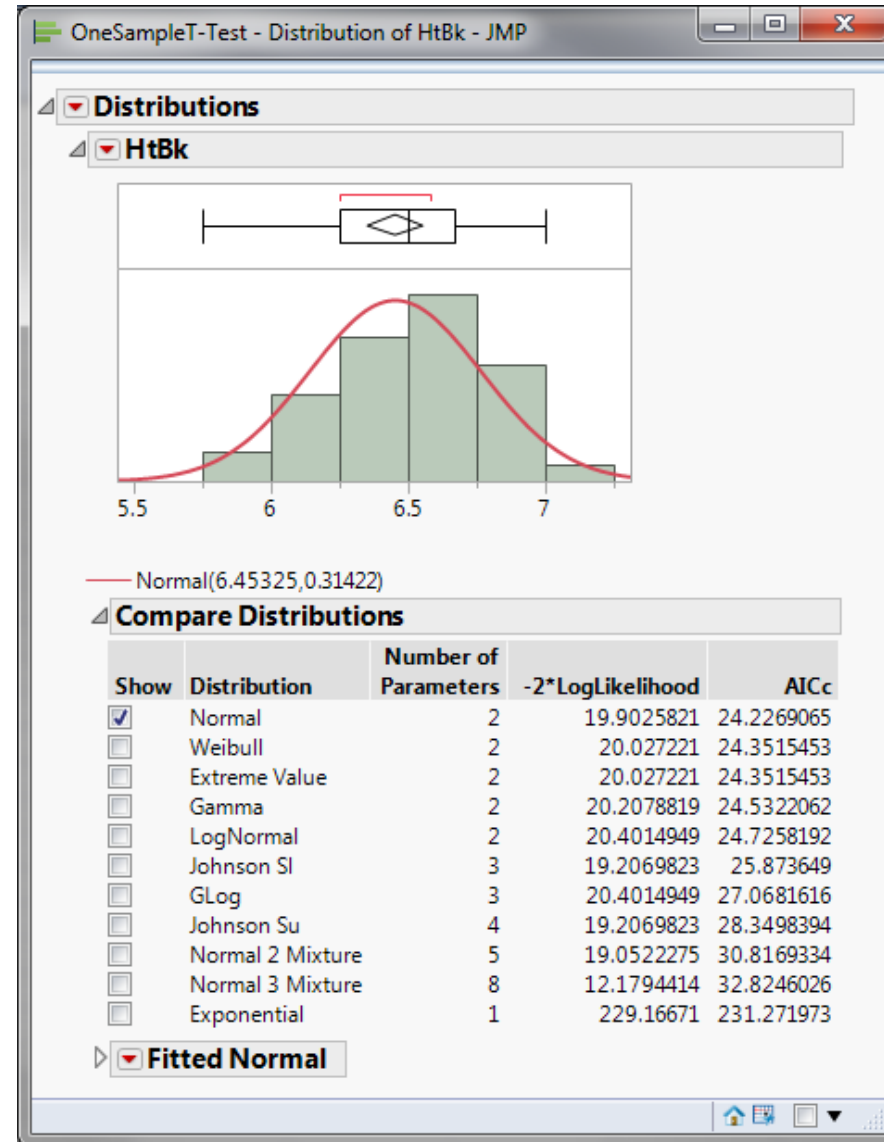 OneSampleT-Test - Distribution of HtBk - JMP
Distributions
HtBk
5.5 6 6.5 7
Normal(6.45325,0.31422)
Compare Distributions
Number of
Show Distribution Parameters -2*LogLikelihood AICc
Normal 2 19.9025821 24.2269065
Weibull 2 20.027221 24.3515453
Extreme Value 2 20.027221 24.3515453
Gamma 2 20.2078819 24.5322062
LogNormal 2 20.4014949 24.7258192
Johnson Sl 3 19.2069823 25.873649
GLog 3 20.4014949 27.0681616
Johnson Su 4 19.2069823 28.3498394
Normal 2 Mixture 5 19.0522275 30.8169334
Normal 3 Mixture 8 12.1794414 32.8246026
Exponential 1 229.16671 231.271973
Fitted Normal